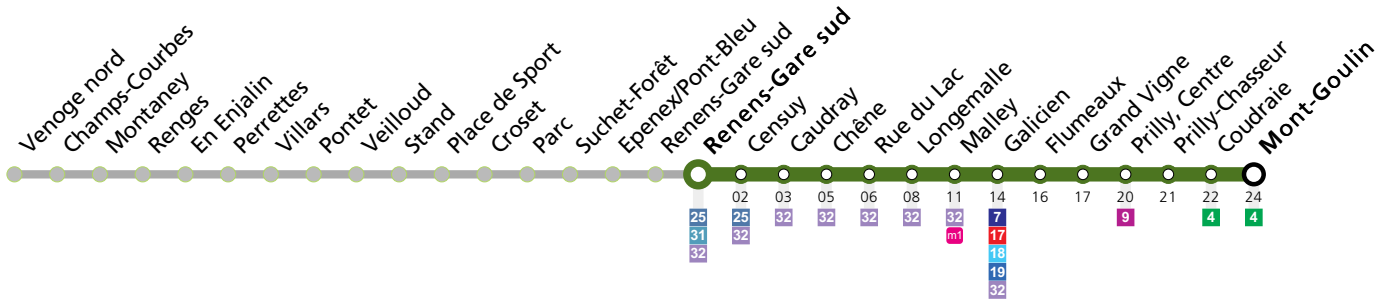 Venoge nord
Champs-Courbes
Montaney
Renges
En Enjalin
Perrettes
Villars
Pontet
Veilloud
Stand
Place de Sport
Croset
Parc
Suchet-Forêt
Epenex/Pont-Bleu
Renens-Gare sud
Renens-Gare sud
Censuy
Caudray
Chêne
Rue du Lac
Longemalle
Malley
Galicien
Flumeaux
Grand Vigne
Prilly, Centre
Prilly-Chasseur
Coudraie
Mont-Goulin
02 03 05 06 08 11 14 16 17 20 21 22 24
25 25 32 32 32 32 32 7 9 4 4
31 32 m1 17
32 18
19
32